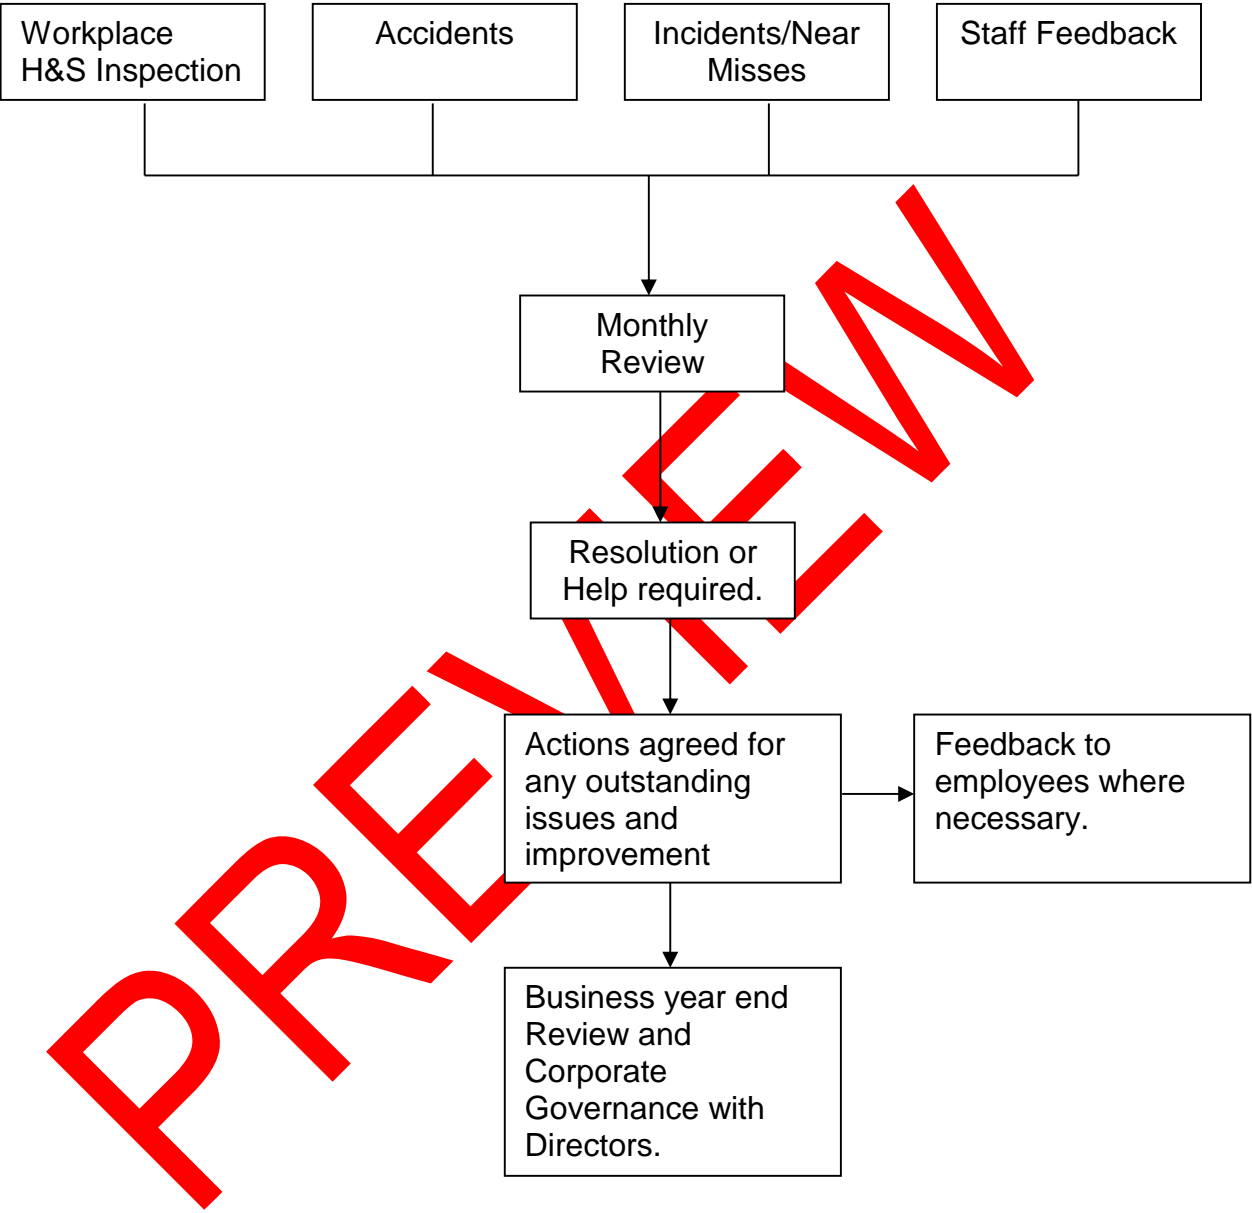 Workplace
H&S Inspection
Accidents
Incidents/Near
Misses
Staff Feedback
Monthly
Review
Resolution or
Help required.
Actions agreed for
any outstanding
issues and
improvement
Feedback to
employees where
necessary.
Business year end
Review and
Corporate
Governance with
Directors.
PREVIEW